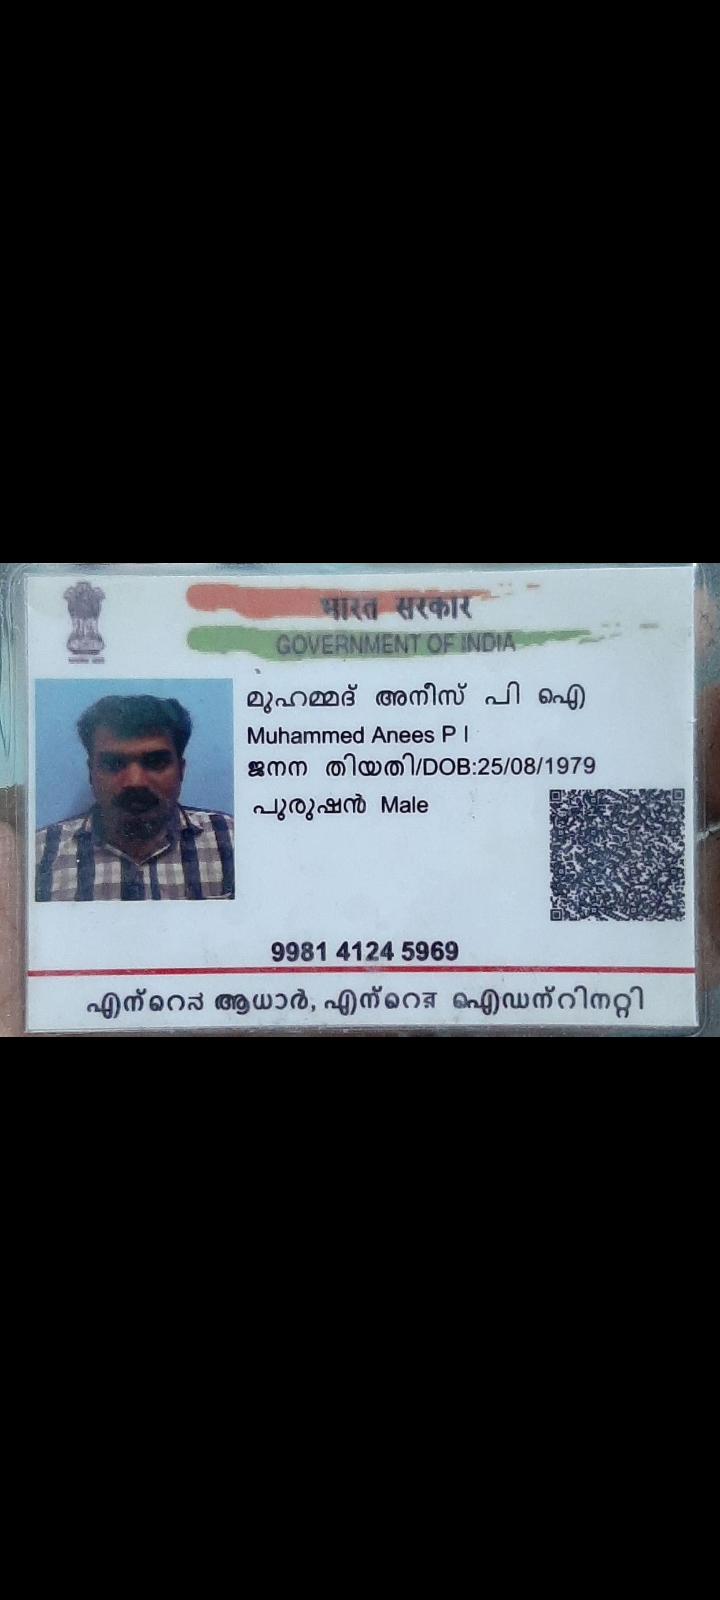 भारत सरकार
GOVERNMENT OF INDIA
മുഹമ്മദ് അനീസ് പി ഐ
Muhammed Anees P I
ജനന തിയതി/DOB:25/08/1979
പുരുഷൻ Male
9981 4124 5969
എന്റെ ആധാർ, എന്റെ ഐഡന്റിറ്റി